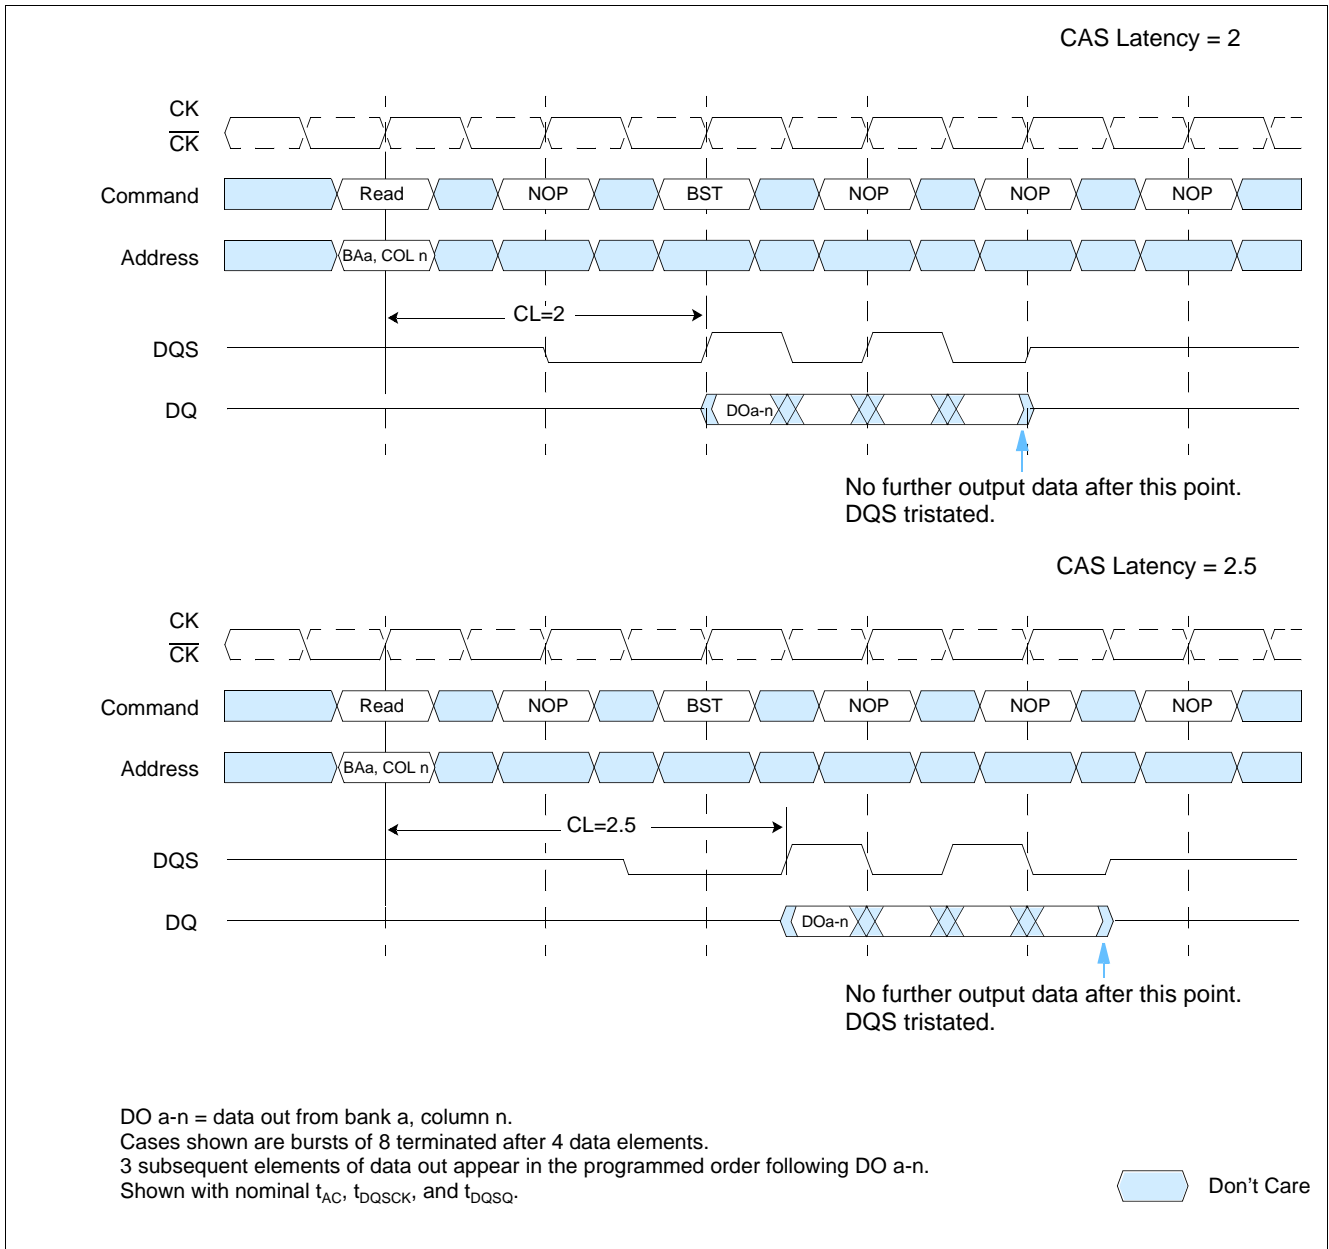 CAS Latency = 2
CK
CK
Command Read NOP BST NOP NOP NOP
Address BAa, COL n
CL=2
DQS
DQ DOa-n
No further output data after this point.
DQS tristated.
CAS Latency = 2.5
CK
CK
Command Read NOP BST NOP NOP NOP
Address BAa, COL n
CL=2.5
DQS
DQ DOa-n
No further output data after this point.
DQS tristated.
DO a-n = data out from bank a, column n.
Cases shown are bursts of 8 terminated after 4 data elements.
3 subsequent elements of data out appear in the programmed order following DO a-n.
Shown with nominal tAC, tDQSCK, and tDQSQ.
Don't Care